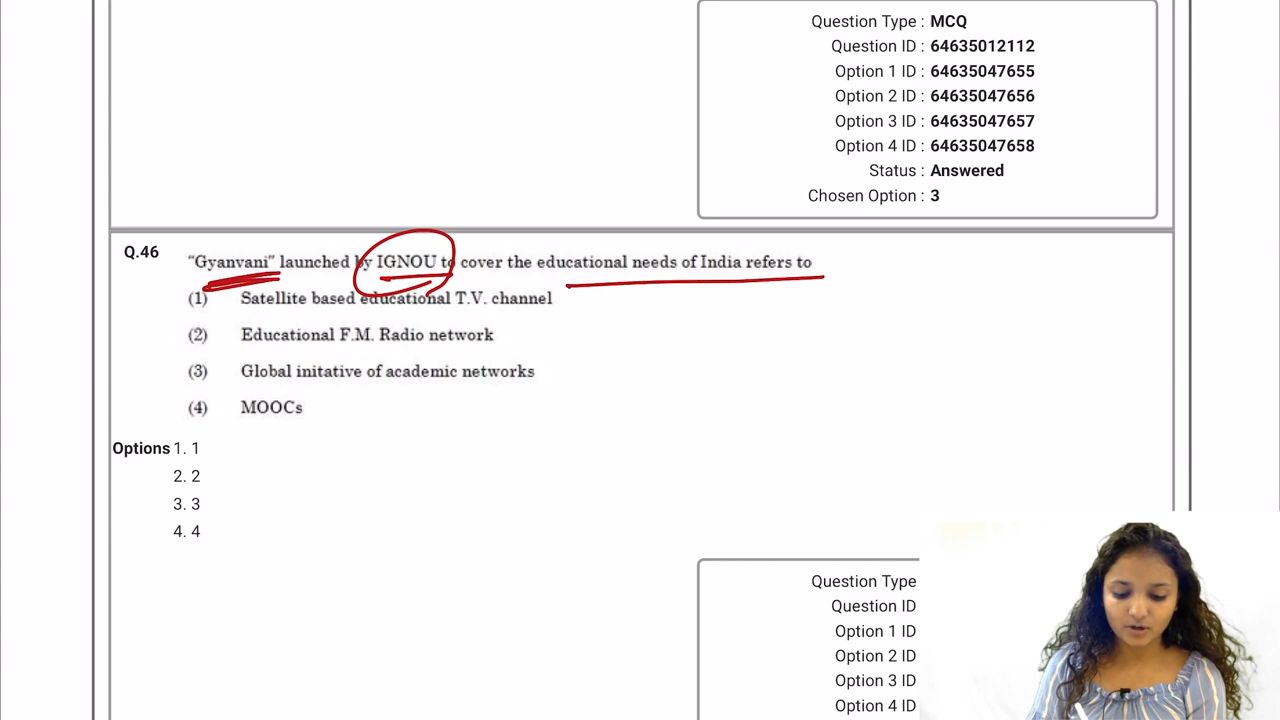 Question Type : MCQ
Question ID : 64635012112
Option 1 ID : 64635047655
Option 2 ID : 64635047656
Option 3 ID : 64635047657
Option 4 ID : 64635047658
Status : Answered
Chosen Option : 3
Q.46
“Gyanvani” launched by IGNOU to cover the educational needs of India refers to
(1) Satellite based educational T.V. channel
(2) Educational F.M. Radio network
(3) Global initative of academic networks
(4) MOOCs
Options 1. 1
2. 2
3. 3
4. 4
Question Type
Question ID
Option 1 ID
Option 2 ID
Option 3 ID
Option 4 ID